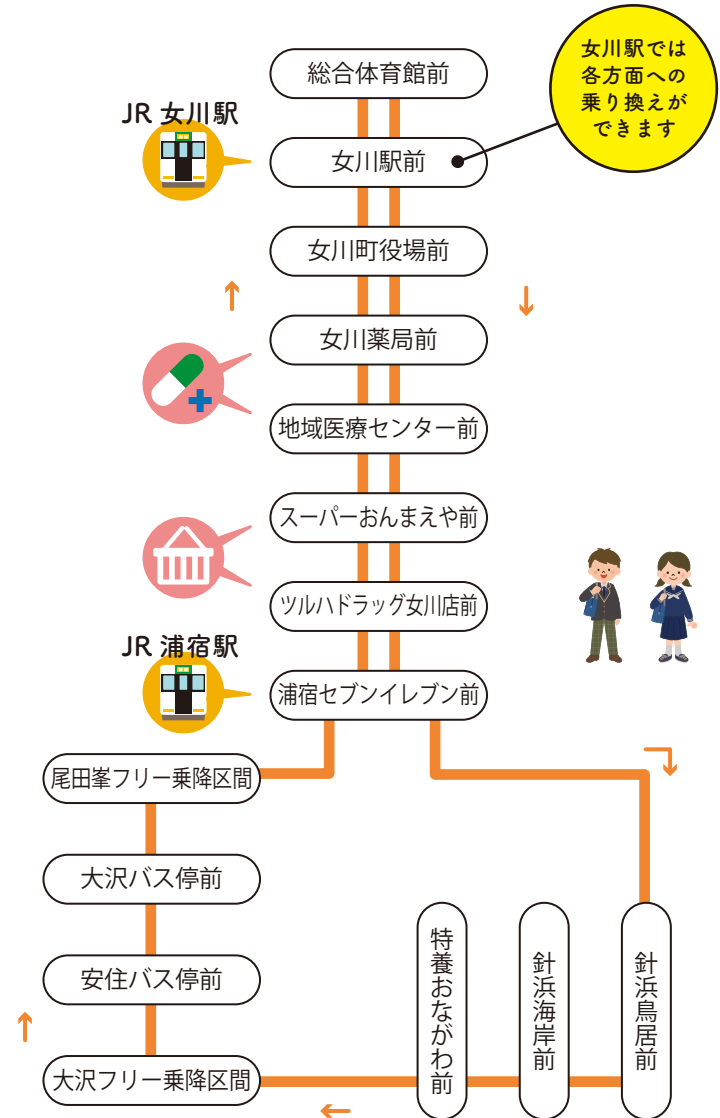 女川駅では
各方面への
乗り換えが
できます
総合体育館前
JR 女川駅
女川駅前
女川町役場前
女川薬局前
地域医療センター前
スーパーおんまえや前
ツルハドラッグ女川店前
JR 浦宿駅
浦宿セブンイレブン前
尾田峯フリー乗降区間
大沢バス停前
安住バス停前
大沢フリー乗降区間
特養おながわ前
針浜海岸前
針浜鳥居前